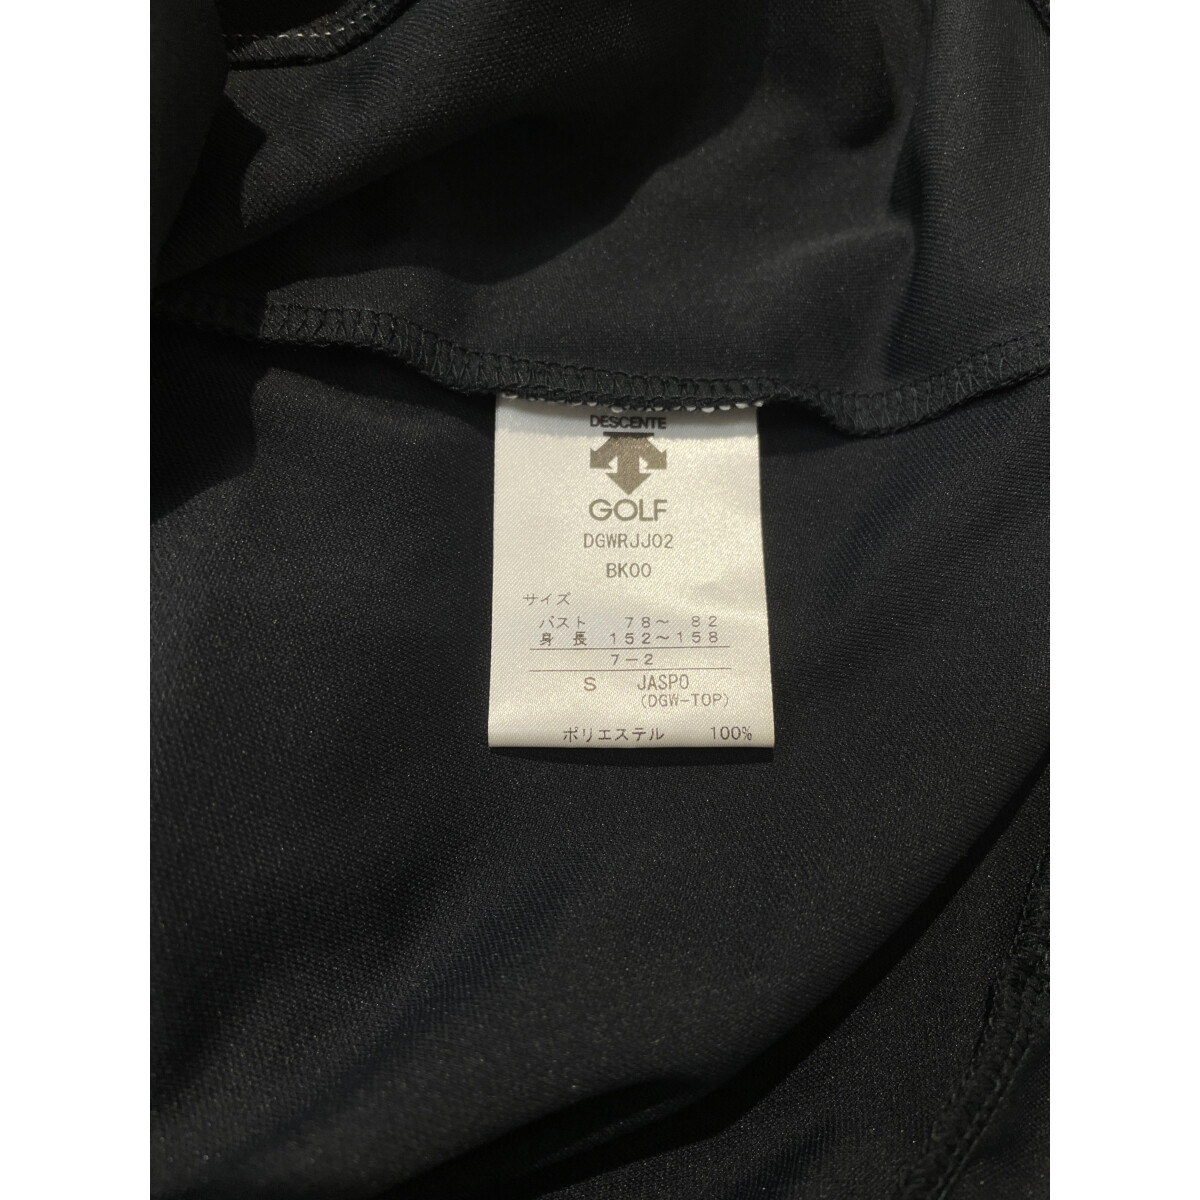 DESCENTE
GOLF
DGWRJJ02
BK00
サイズ
バスト 78～ 82
身 長 152～158
7－2
S JASPO
(DGW-TOP)
ポリエステル 100%